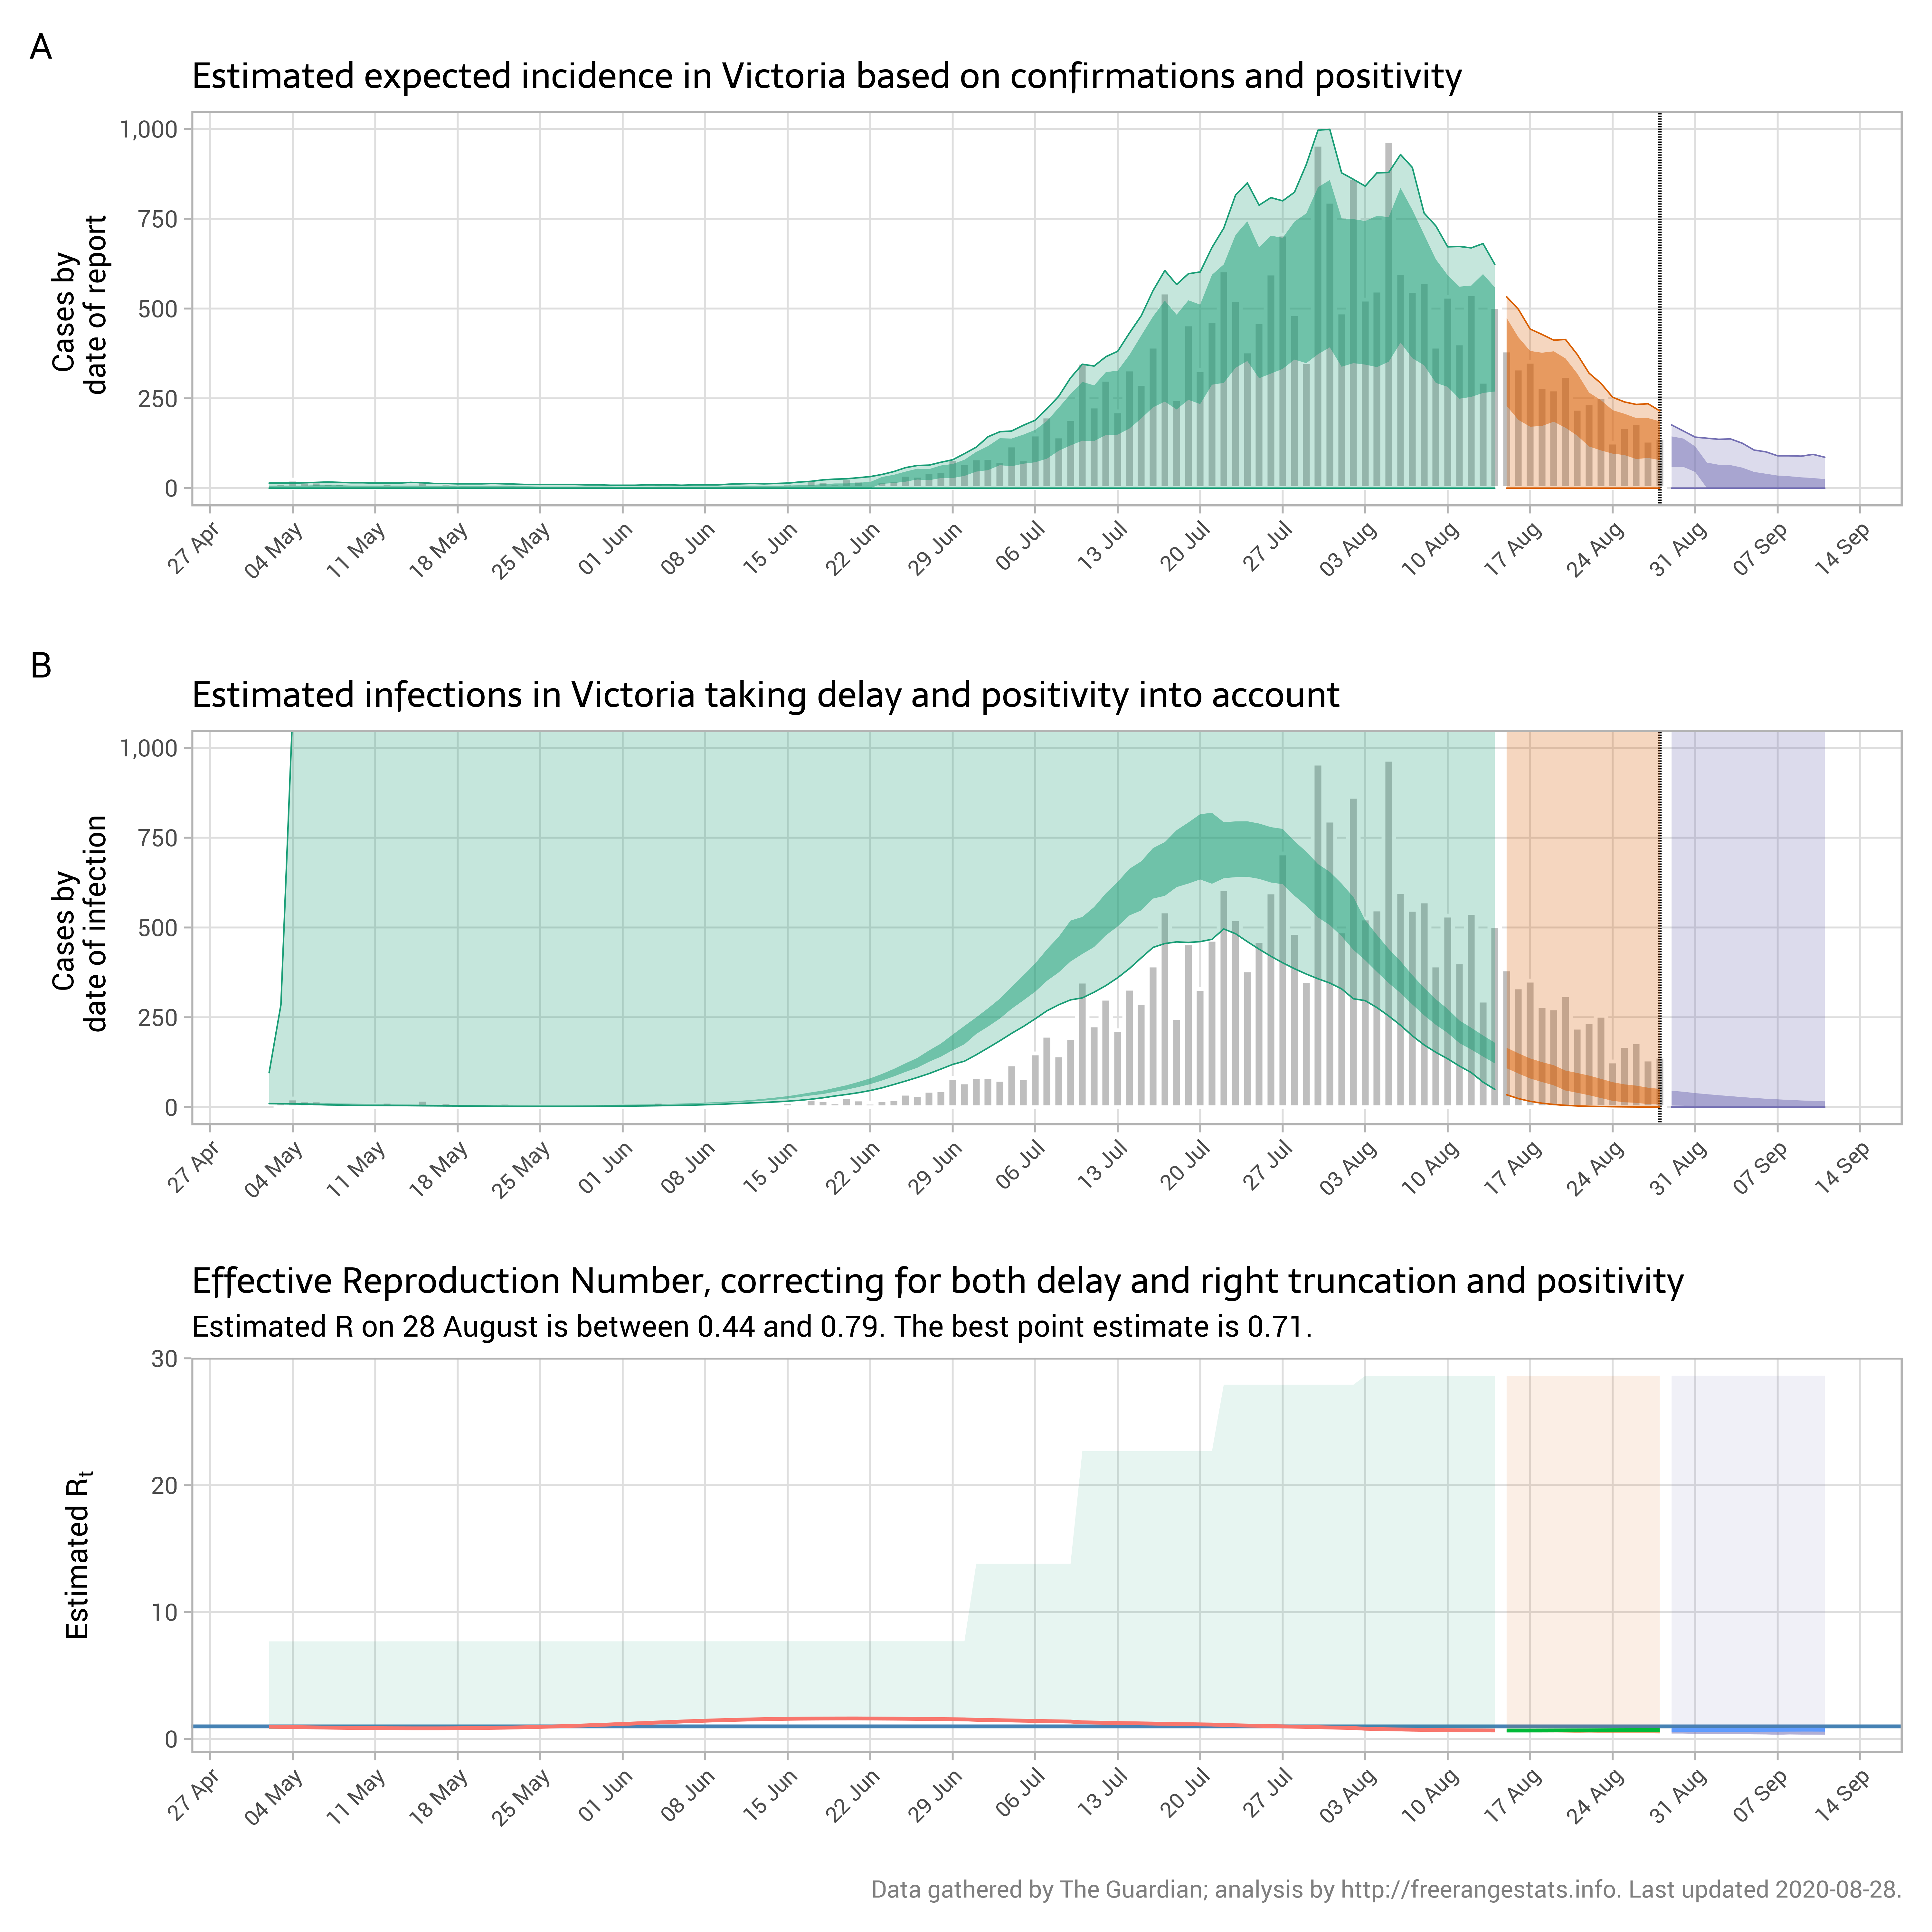 A
Estimated expected incidence in Victoria based on confirmations and positivity
Cases by
date of report
1,000
750
500
250
0
27 Apr
04 May
11 May
18 May
25 May
01 Jun
08 Jun
15 Jun
22 Jun
29 Jun
06 Jul
13 Jul
20 Jul
27 Jul
03 Aug
10 Aug
17 Aug
24 Aug
31 Aug
07 Sep
14 Sep
B
Estimated infections in Victoria taking delay and positivity into account
Cases by
date of infection
1,000
750
500
250
0
27 Apr
04 May
11 May
18 May
25 May
01 Jun
08 Jun
15 Jun
22 Jun
29 Jun
06 Jul
13 Jul
20 Jul
27 Jul
03 Aug
10 Aug
17 Aug
24 Aug
31 Aug
07 Sep
14 Sep
Effective Reproduction Number, correcting for both delay and right truncation and positivity
Estimated R on 28 August is between 0.44 and 0.79. The best point estimate is 0.71.
Estimated Rt
30
20
10
0
27 Apr
04 May
11 May
18 May
25 May
01 Jun
08 Jun
15 Jun
22 Jun
29 Jun
06 Jul
13 Jul
20 Jul
27 Jul
03 Aug
10 Aug
17 Aug
24 Aug
31 Aug
07 Sep
14 Sep
Data gathered by The Guardian; analysis by http://freerangestats.info. Last updated 2020-08-28.